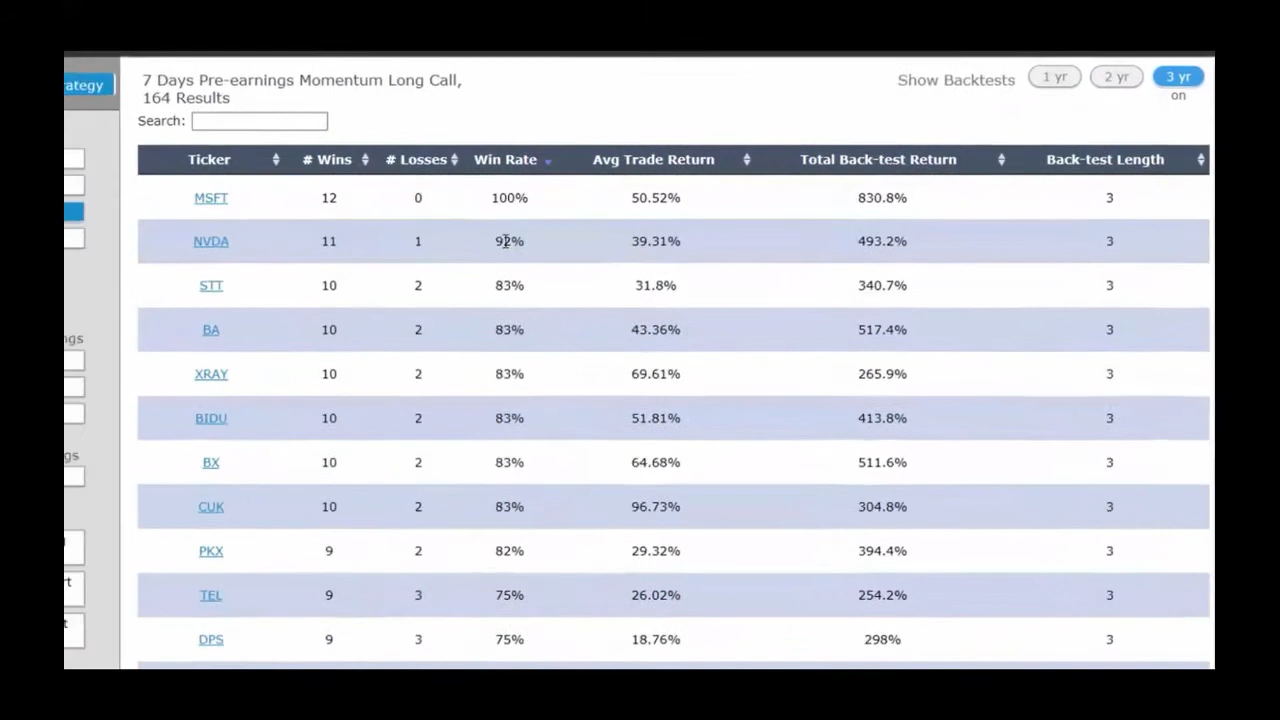 ategy
7 Days Pre-earnings Momentum Long Call,
164 Results
Show Backtests 1 yr 2 yr 3 yr
on
Search:
Ticker # Wins # Losses Win Rate Avg Trade Return Total Back-test Return Back-test Length
MSFT 12 0 100% 50.52% 830.8% 3
NVDA 11 1 92% 39.31% 493.2% 3
STT 10 2 83% 31.8% 340.7% 3
BA 10 2 83% 43.36% 517.4% 3
ngs
XRAY 10 2 83% 69.61% 265.9% 3
BIDU 10 2 83% 51.81% 413.8% 3
gs
BX 10 2 83% 64.68% 511.6% 3
CUK 10 2 83% 96.73% 304.8% 3
PKX 9 2 82% 29.32% 394.4% 3
rt
TEL 9 3 75% 26.02% 254.2% 3
t
DPS 9 3 75% 18.76% 298% 3